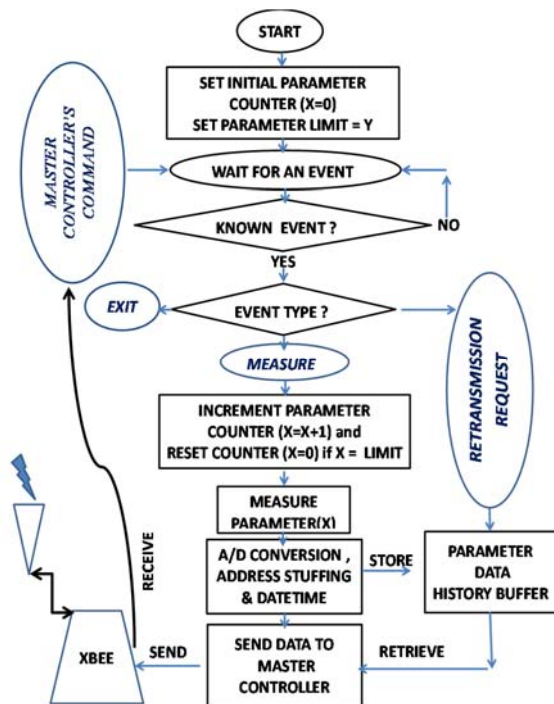 START
SET INITIAL PARAMETER
COUNTER (X=0)
SET PARAMETER LIMIT = Y
MASTER
CONTROLLER'S
COMMAND
WAIT FOR AN EVENT
KNOWN EVENT ?
NO
YES
EXIT
EVENT TYPE ?
MEASURE
RETRANSMISSION
REQUEST
INCREMENT PARAMETER
COUNTER (X=X+1) and
RESET COUNTER (X=0) if X = LIMIT
MEASURE
PARAMETER(X)
A/D CONVERSION ,
ADDRESS STUFFING
& DATETIME
STORE
PARAMETER
DATA
HISTORY BUFFER
RECEIVE
XBEE
SEND
SEND DATA TO
MASTER
CONTROLLER
RETRIEVE